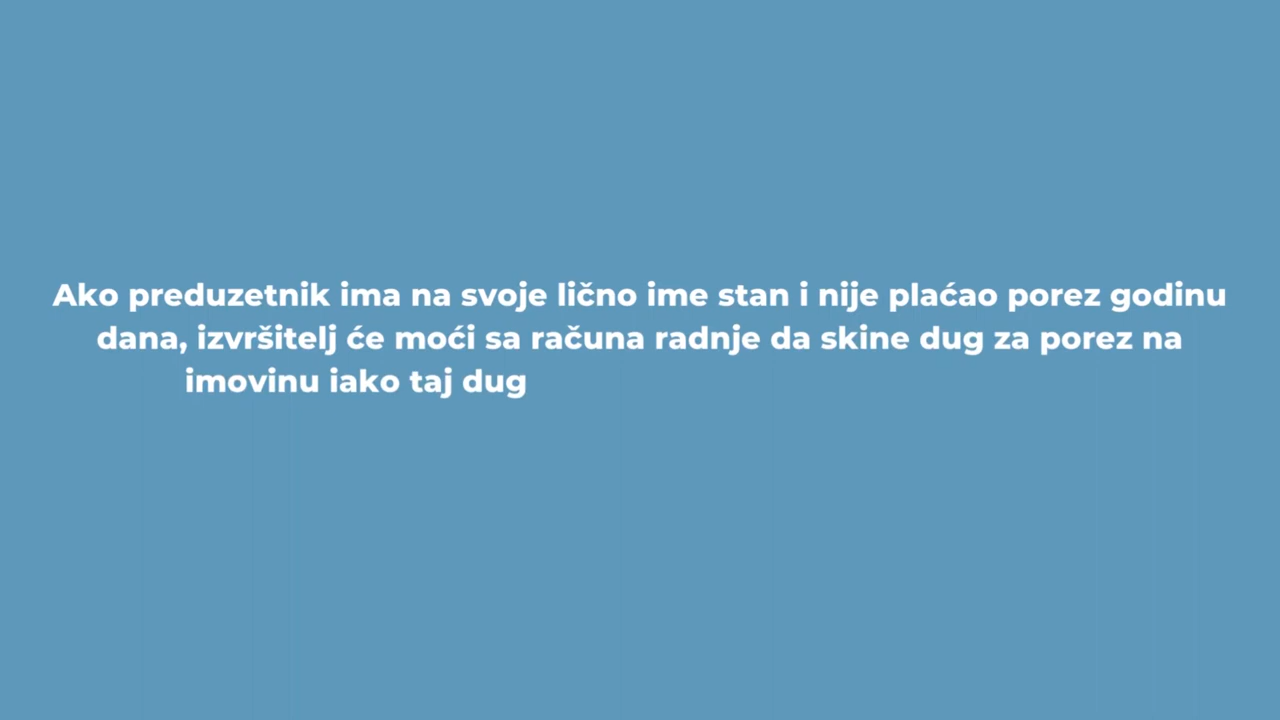 Ako preduzetnik ima na svoje lično ime stan i nije plaćao porez godinu
dana, izvršitelj će moći sa računa radnje da skine dug za porez na
imovinu iako taj dug